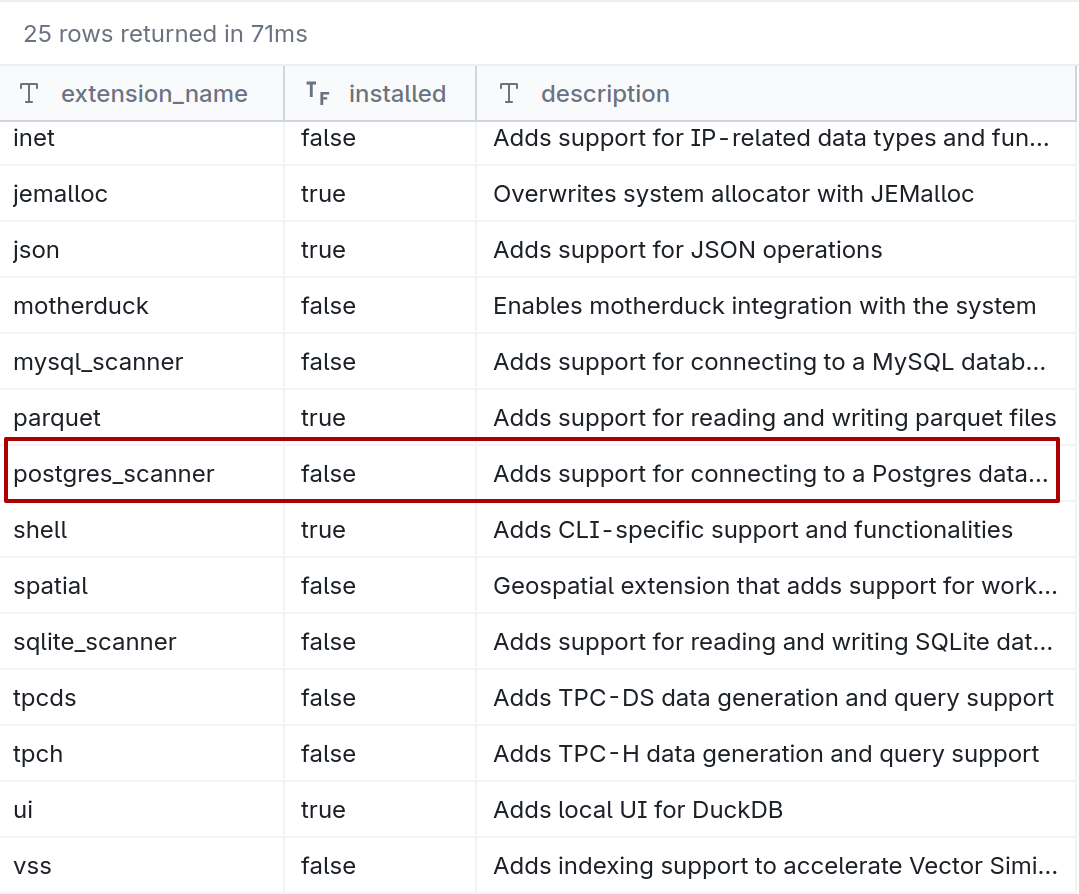 25 rows returned in 71ms
T extension_name TF installed T description
inet false Adds support for IP-related data types and fun...
jemalloc true Overwrites system allocator with JEMalloc
json true Adds support for JSON operations
motherduck false Enables motherduck integration with the system
mysql_scanner false Adds support for connecting to a MySQL datab...
parquet true Adds support for reading and writing parquet files
postgres_scanner false Adds support for connecting to a Postgres data...
shell true Adds CLI-specific support and functionalities
spatial false Geospatial extension that adds support for work...
sqlite_scanner false Adds support for reading and writing SQLite dat...
tpcds false Adds TPC-DS data generation and query support
tpch false Adds TPC-H data generation and query support
ui true Adds local UI for DuckDB
vss false Adds indexing support to accelerate Vector Simi...